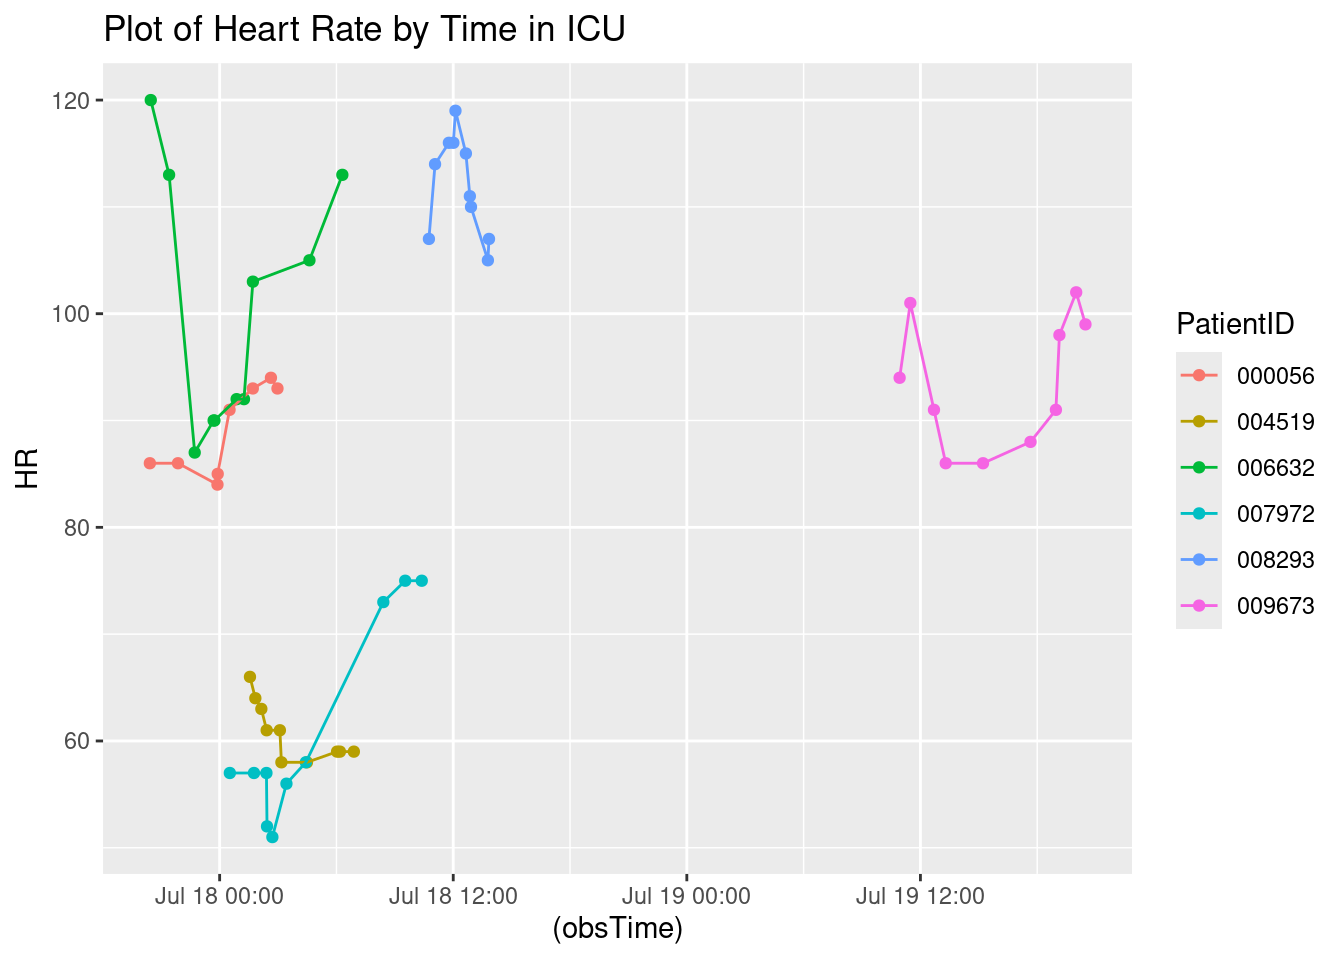 Plot of Heart Rate by Time in ICU
120
100
80
60
HR
Jul 18 00:00
Jul 18 12:00
Jul 19 00:00
Jul 19 12:00
(obsTime)
PatientID
000056
004519
006632
007972
008293
009673